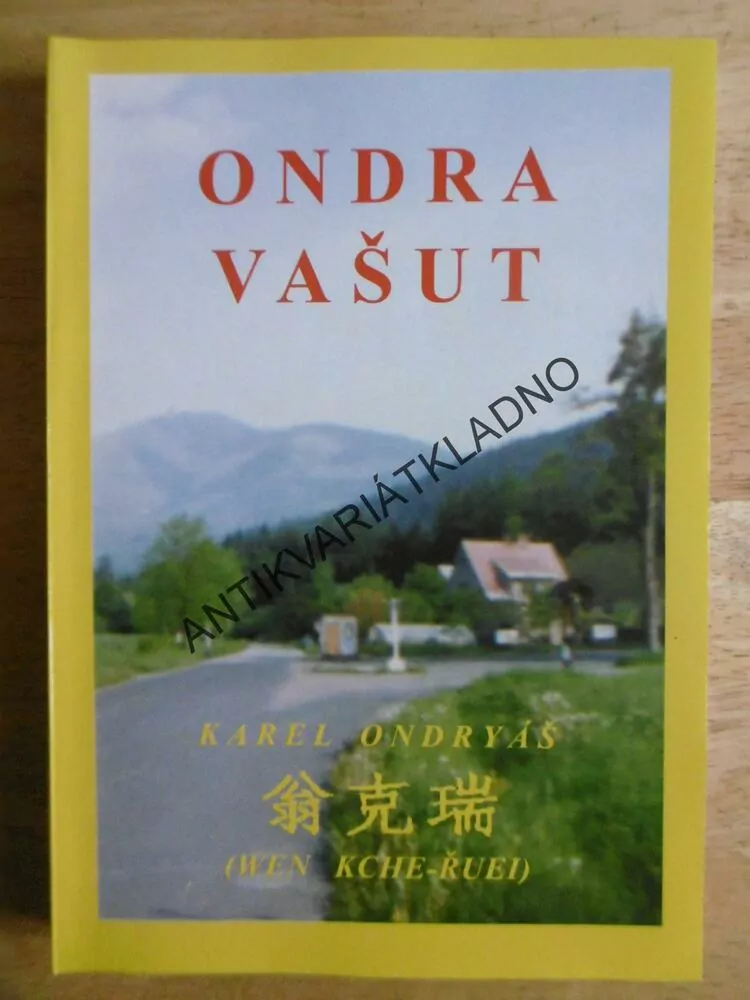 ONDRA
VAŠUT
ANTIKVARIÁTKLADNO
KAREL ONDRYÁŠ
翁克瑞
(WEN KCHE-ŘUEI)